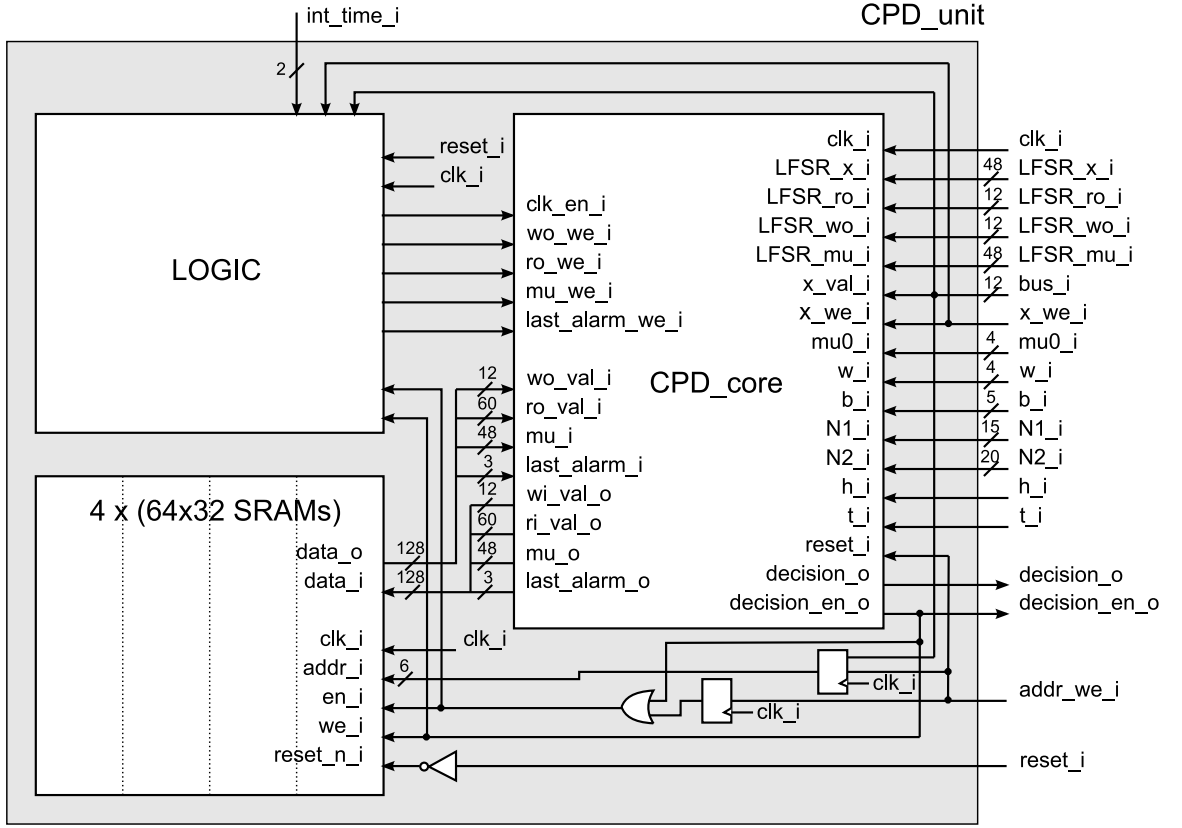 int_time_i
CPD_unit
2
LOGIC
reset_i
clk_i
clk_en_i
wo_we_i
ro_we_i
mu_we_i
last_alarm_we_i
12
wo_val_i
60
ro_val_i
48
mu_i
3
last_alarm_i
12
wi_val_o
60
ri_val_o
48
mu_o
3
last_alarm_o
CPD_core
clk_i
LFSR_x_i
LFSR_ro_i
LFSR_wo_i
LFSR_mu_i
x_val_i
x_we_i
mu0_i
w_i
b_i
N1_i
N2_i
h_i
t_i
reset_i
decision_o
decision_en_o
clk_i
48
LFSR_x_i
12
LFSR_ro_i
12
LFSR_wo_i
48
LFSR_mu_i
12
bus_i
x_we_i
4
mu0_i
4
w_i
5
b_i
15
N1_i
20
N2_i
h_i
t_i
decision_o
decision_en_o
4 x (64x32 SRAMs)
data_o
128
data_i
128
clk_i
clk_i
addr_i
6
en_i
we_i
reset_n_i
clk_i
clk_i
addr_we_i
reset_i